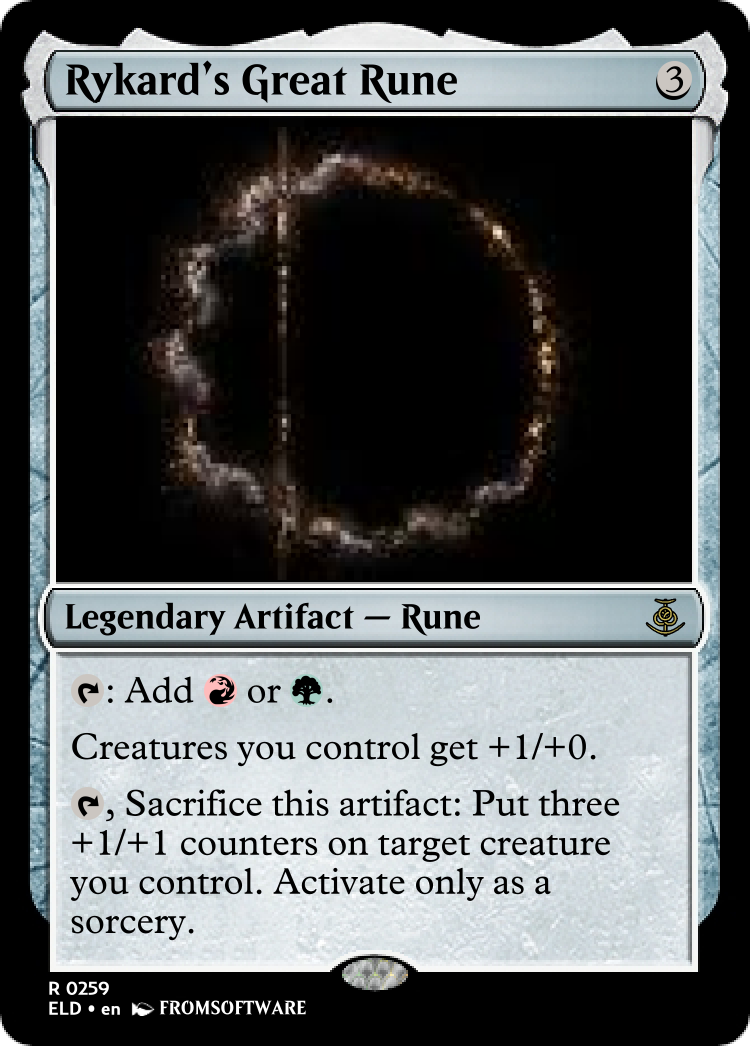 Rykard's Great Rune 3
Legendary Artifact — Rune
: Add or .
Creatures you control get +1/+0.
, Sacrifice this artifact: Put three
+1/+1 counters on target creature
you control. Activate only as a
sorcery.
R 0259
ELD • en FROMSOFTWARE